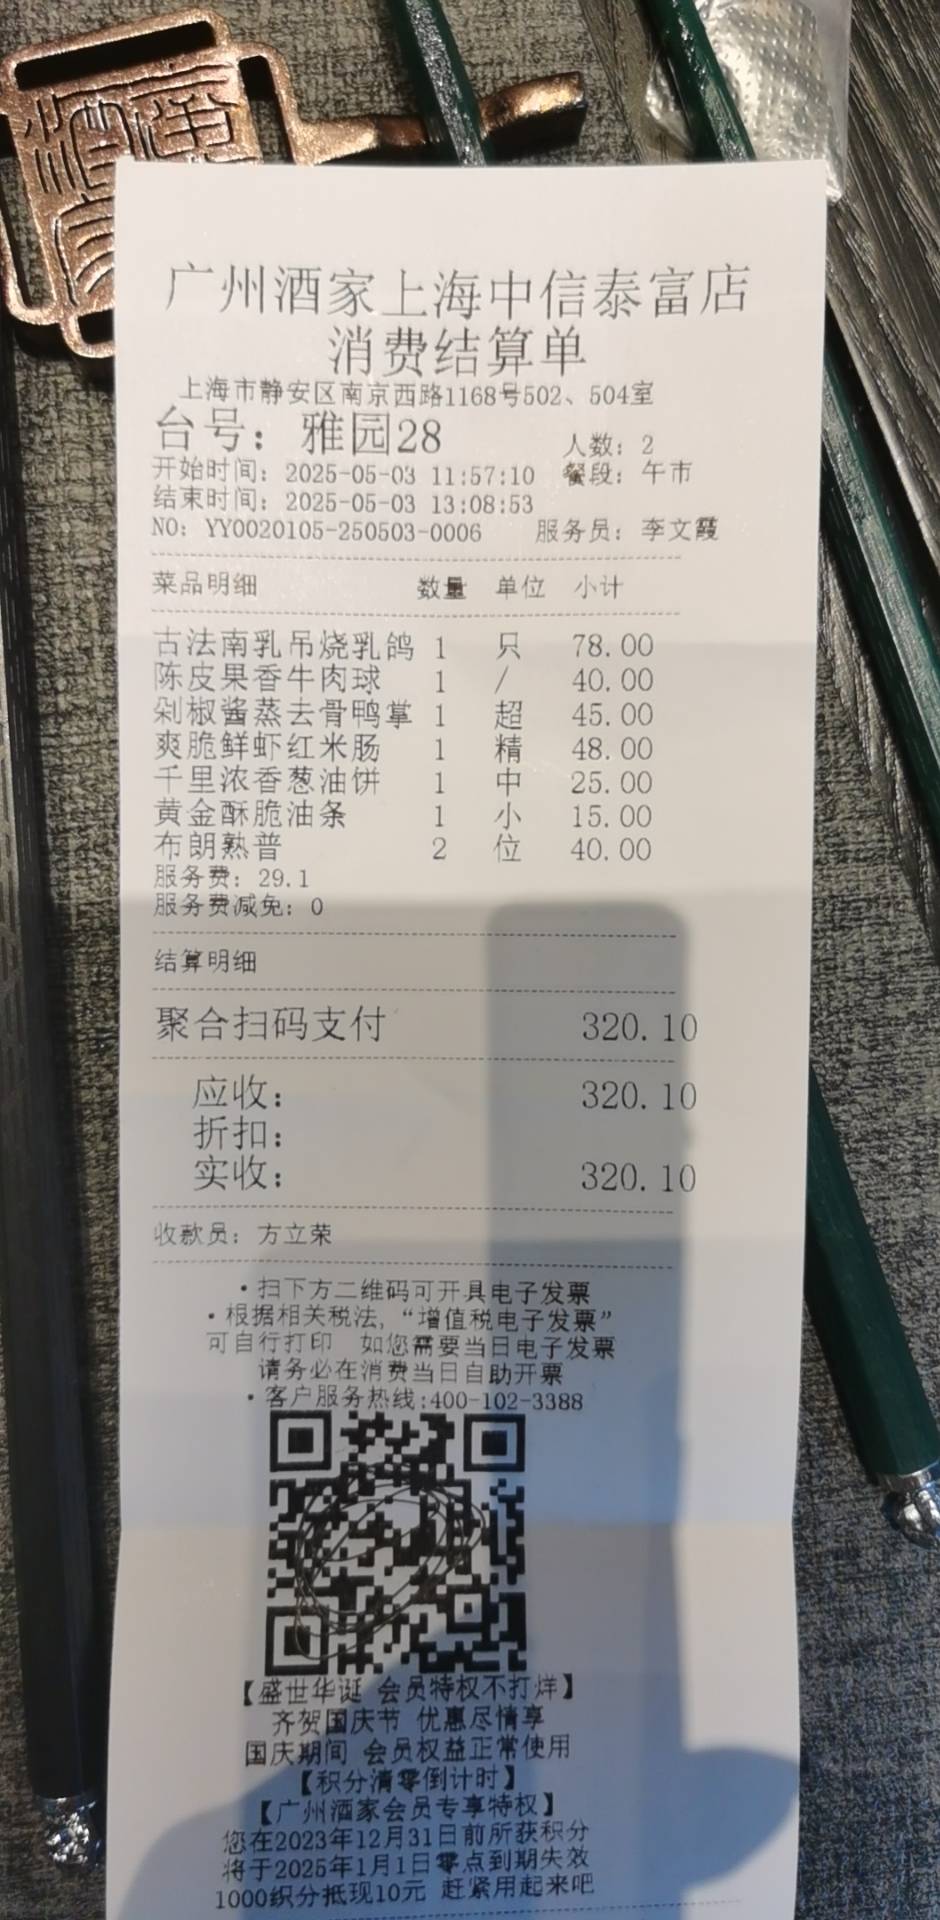 广州酒家上海中信泰富店
消费结算单
上海市静安区南京西路1168号502、504室
台号： 雅园28 人数： 2
开始时间： 2025-05-03 11:57:10 餐段： 午市
结束时间： 2025-05-03 13:08:53
NO： YY0020105-250503-0006 服务员： 李文霞
菜品明细 数量 单位 小计
古法南乳吊烧乳鸽 1 只 78.00
陈皮果香牛肉球 1 / 40.00
剁椒酱蒸去骨鸭掌 1 超 45.00
爽脆鲜虾红米肠 1 精 48.00
千里浓香葱油饼 1 中 25.00
黄金酥脆油条 1 小 15.00
布朗熟普 2 位 40.00
服务费：29.1
服务费减免：0
结算明细
聚合扫码支付 320.10
应收： 320.10
折扣：
实收： 320.10
收款员： 方立荣
·扫下方二维码可开具电子发票
·根据相关税法，“增值税电子发票”
可自行打印 如您需要当日电子发票
请务必在消费当日自助开票
·客户服务热线:400-102-3388
【盛世华诞 会员特权不打烊】
齐贺国庆节 优惠尽情享
国庆期间 会员权益正常使用
【积分清零倒计时】
【广州酒家会员专享特权】
您在2023年12月31日前所获积分
将于2025年1月1日零点到期失效
1000积分抵现10元 赶紧用起来吧